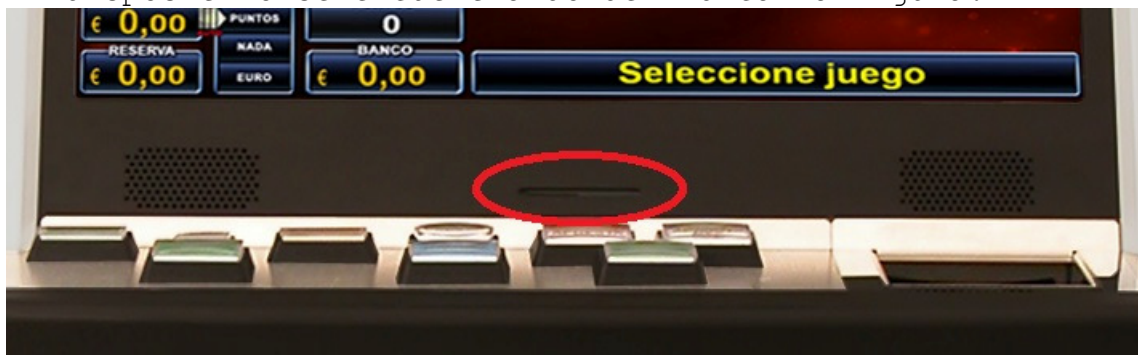 € 0,00
PUNTOS
0
RESERVA
€ 0,00
NADA
EURO
BANCO
€ 0,00
Seleccione juego